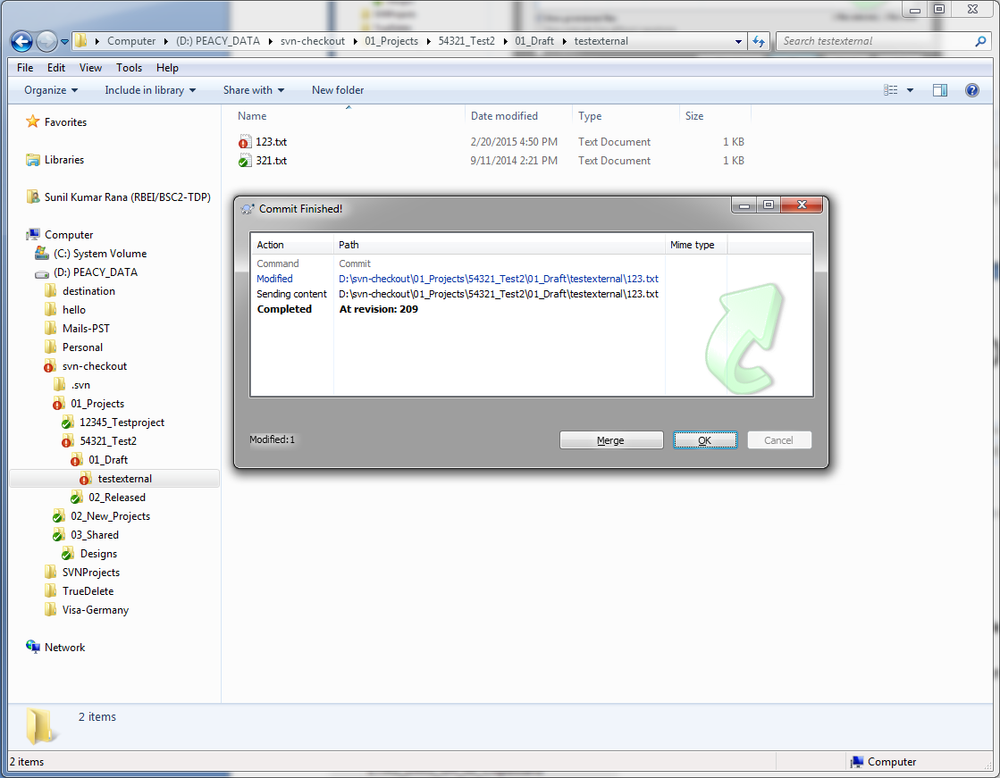 Computer (D:) PEACY_DATA svn-checkout 01_Projects 54321_Test2 01_Draft testexternal Search testexternal
File Edit View Tools Help
Organize Include in library Share with New folder
Name Date modified Type Size
123.txt 2/20/2015 4:50 PM Text Document 1 KB
321.txt 9/11/2014 2:21 PM Text Document 1 KB
Favorites
Libraries
Sunil Kumar Rana (RBEI/BSC2-TDP)
Computer
(C:) System Volume
(D:) PEACY_DATA
destination
hello
Mails-PST
Personal
svn-checkout
.svn
01_Projects
12345_Testproject
54321_Test2
01_Draft
testexternal
02_Released
02_New_Projects
03_Shared
Designs
SVNProjects
TrueDelete
Visa-Germany
Network
Commit Finished!
Action Path Mime type
Command Commit
Modified D:\svn-checkout\01_Projects\54321_Test2\01_Draft\testexternal\123.txt
Sending content D:\svn-checkout\01_Projects\54321_Test2\01_Draft\testexternal\123.txt
Completed At revision: 209
Modified:1 Merge OK Cancel
2 items
2 items Computer